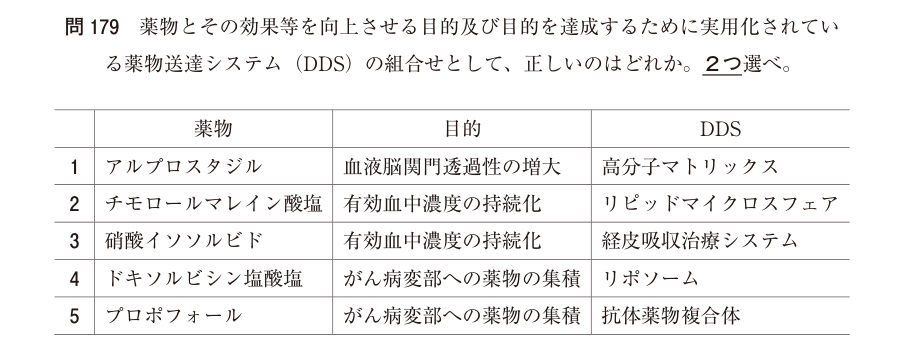 問 179　薬物とその効果等を向上させる目的及び目的を達成するために実用化されてい
る薬物送達システム（DDS）の組合せとして、正しいのはどれか。２つ選べ。
薬物 目的 DDS
1 アルプロスタジル 血液脳関門透過性の増大 高分子マトリックス
2 チモロールマレイン酸塩 有効血中濃度の持続化 リピッドマイクロスフェア
3 硝酸イソソルビド 有効血中濃度の持続化 経皮吸収治療システム
4 ドキソルビシン塩酸塩 がん病変部への薬物の集積 リポソーム
5 プロポフォール がん病変部への薬物の集積 抗体薬物複合体